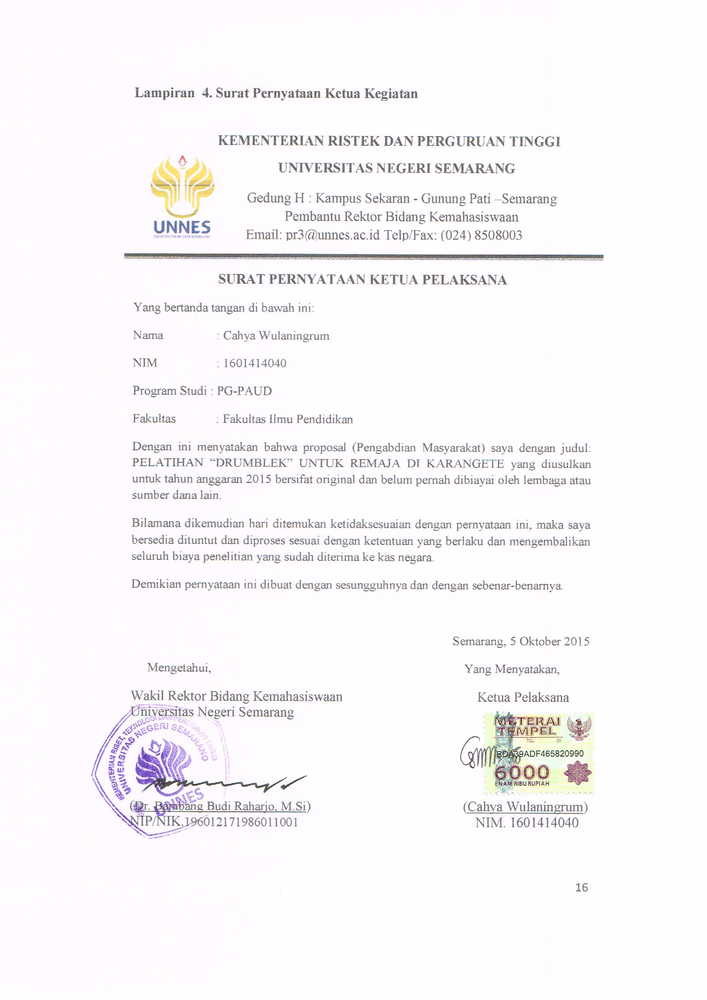 Lampiran 4. Surat Pernyataan Ketua Kegiatan
KEMENTERIAN RISTEK DAN PERGURUAN TINGGI
UNIVERSITAS NEGERI SEMARANG
Gedung H : Kampus Sekaran - Gunung Pati –Semarang
Pembantu Rektor Bidang Kemahasiswaan
Email: pr3@unnes.ac.id Telp/Fax: (024) 8508003
UNNES
UNIVERSITAS NEGERI SEMARANG
SURAT PERNYATAAN KETUA PELAKSANA
Yang bertanda tangan di bawah ini:
Nama : Cahya Wulaningrum
NIM : 1601414040
Program Studi : PG-PAUD
Fakultas : Fakultas Ilmu Pendidikan
Dengan ini menyatakan bahwa proposal (Pengabdian Masyarakat) saya dengan judul:
PELATIHAN “DRUMBLEK” UNTUK REMAJA DI KARANGETE yang diusulkan
untuk tahun anggaran 2015 bersifat original dan belum pernah dibiayai oleh lembaga atau
sumber dana lain.
Bilamana dikemudian hari ditemukan ketidaksesuaian dengan pernyataan ini, maka saya
bersedia dituntut dan diproses sesuai dengan ketentuan yang berlaku dan mengembalikan
seluruh biaya penelitian yang sudah diterima ke kas negara.
Demikian pernyataan ini dibuat dengan sesungguhnya dan dengan sebenar-benarnya.
Semarang, 5 Oktober 2015
Mengetahui,
Wakil Rektor Bidang Kemahasiswaan
Universitas Negeri Semarang
KEMENTERIAN RISET, TEKNOLOGI DAN PENDIDIKAN TINGGI
UNIVERSITAS NEGERI SEMARANG
UNNES
(Dr. Bambang Budi Raharjo, M.Si)
NIP/NIK.196012171986011001
Yang Menyatakan,
Ketua Pelaksana
METERAI
TEMPEL
TGL. 20
BDA39ADF465820990
6000
ENAM RIBU RUPIAH
(Cahya Wulaningrum)
NIM. 1601414040
16